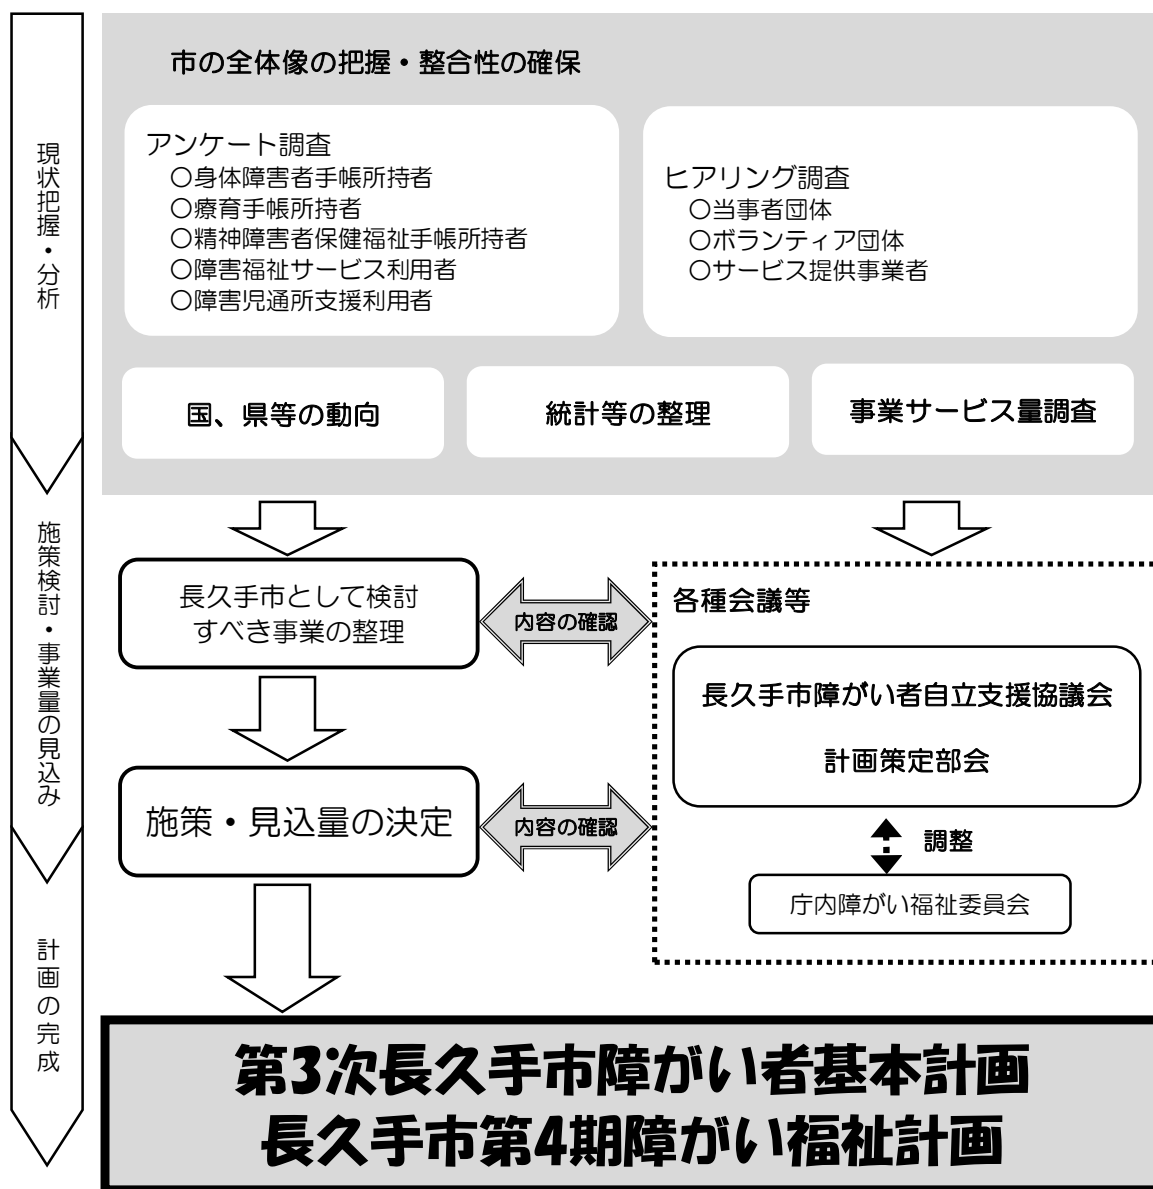 現状把握・分析
市の全体像の把握・整合性の確保
アンケート調査
○身体障害者手帳所持者
○療育手帳所持者
○精神障害者保健福祉手帳所持者
○障害福祉サービス利用者
○障害児通所支援利用者
ヒアリング調査
○当事者団体
○ボランティア団体
○サービス提供事業者
国、県等の動向
統計等の整理
事業サービス量調査
施策検討・事業量の見込み
長久手市として検討
すべき事業の整理
内容の確認
各種会議等
長久手市障がい者自立支援協議会
計画策定部会
施策・見込量の決定
内容の確認
調整
庁内障がい福祉委員会
計画の完成
第3次長久手市障がい者基本計画
長久手市第4期障がい福祉計画